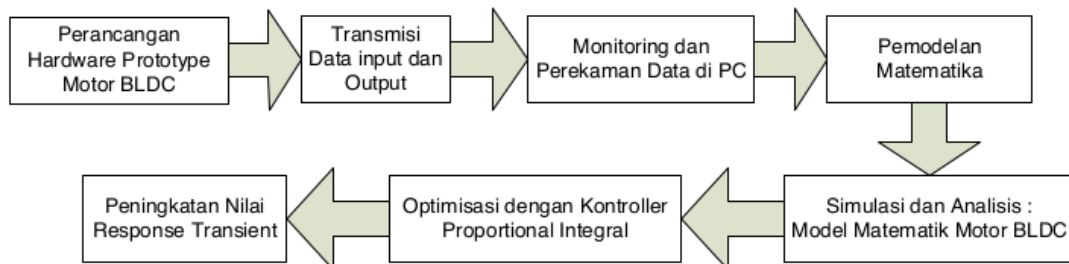 Perancangan
Hardware Prototype
Motor BLDC
Transmisi
Data input dan
Output
Monitoring dan
Perekaman Data di PC
Pemodelan
Matematika
Simulasi dan Analisis :
Model Matematik Motor BLDC
Optimisasi dengan Kontroller
Proportional Integral
Peningkatan Nilai
Response Transient